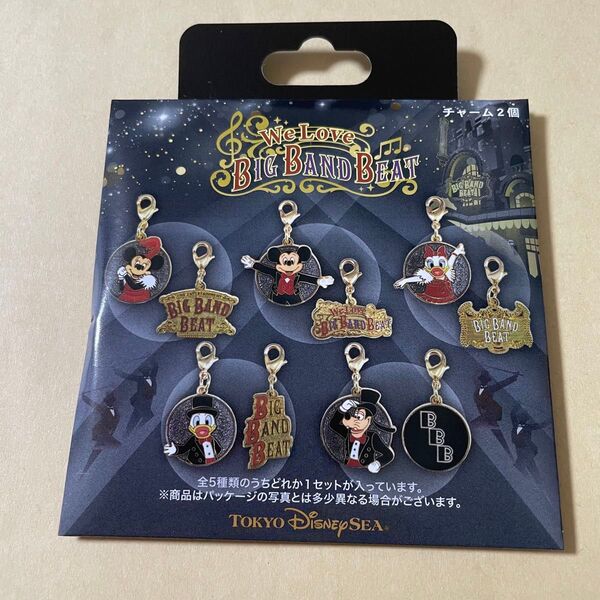 チャーム2個
We Love
BIG BAND BEAT
BIG BAND
BEAT
BIG BAND
BEAT
We Love
BIG BAND BEAT
BIG BAND
BEAT
BIG
BAND
BEAT
B
B
B
全5種類のうちどれか1セットが入っています。
※商品はパッケージの写真とは多少異なる場合がございます。
TOKYO DISNEY SEA®